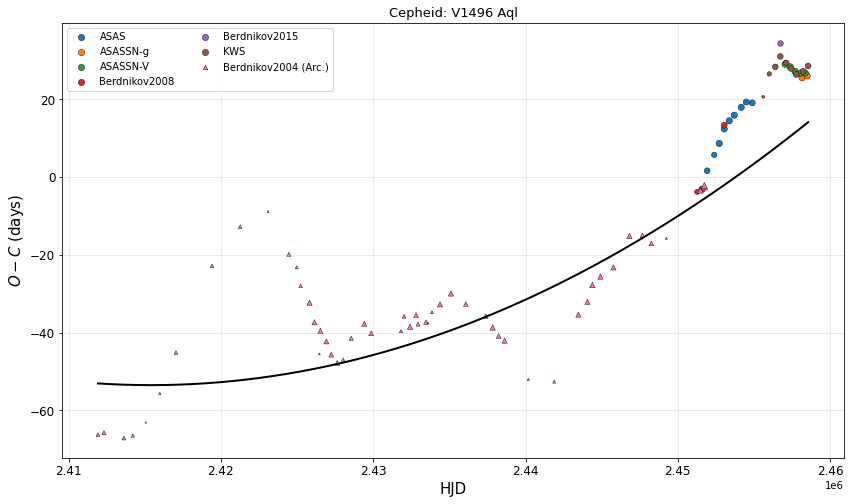 Cepheid: V1496 Aql
ASAS
ASASSN-g
ASASSN-V
Berdnikov2008
Berdnikov2015
KWS
Berdnikov2004 (Arc.)
O − C (days)
20
0
−20
−40
−60
2.41 2.42 2.43 2.44 2.45 2.46
1e6
HJD